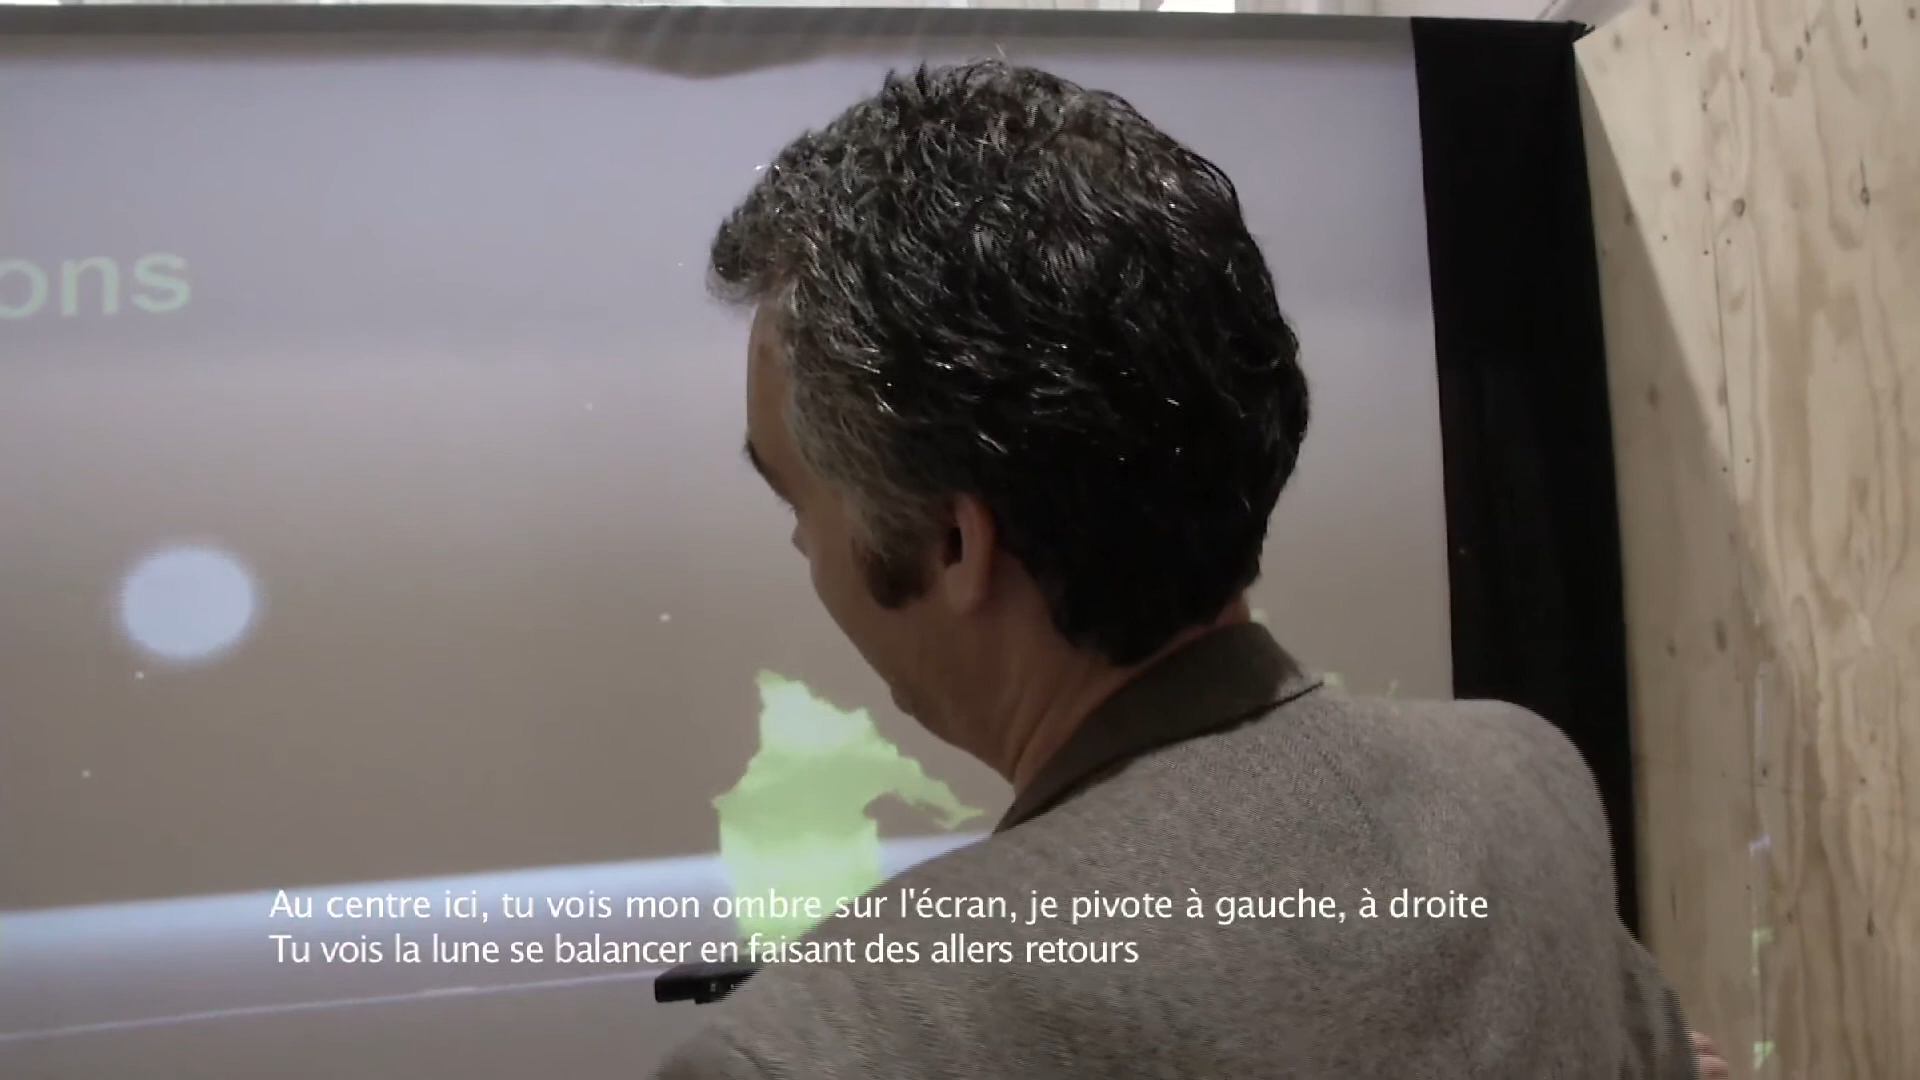 ons
Au centre ici, tu vois mon ombre sur l'écran, je pivote à gauche, à droite
Tu vois la lune se balancer en faisant des allers retours